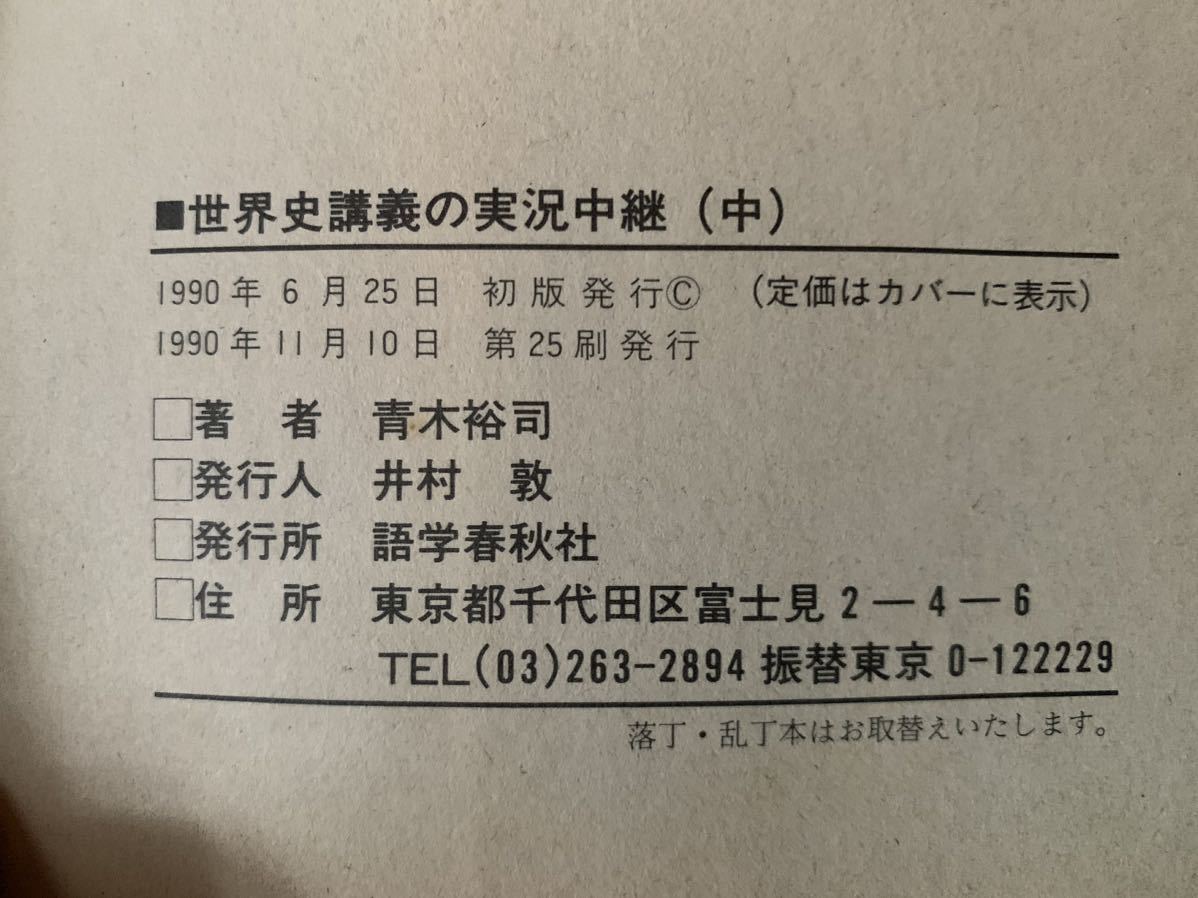 ■世界史講義の実況中継（中）
1990年6月25日 初版発行Ⓒ （定価はカバーに表示）
1990年11月10日 第25刷発行
□著者 青木裕司
□発行人 井村 敦
□発行所 語学春秋社
□住所 東京都千代田区富士見2－4－6
TEL(03)263-2894 振替東京0-122229
落丁・乱丁本はお取替えいたします。